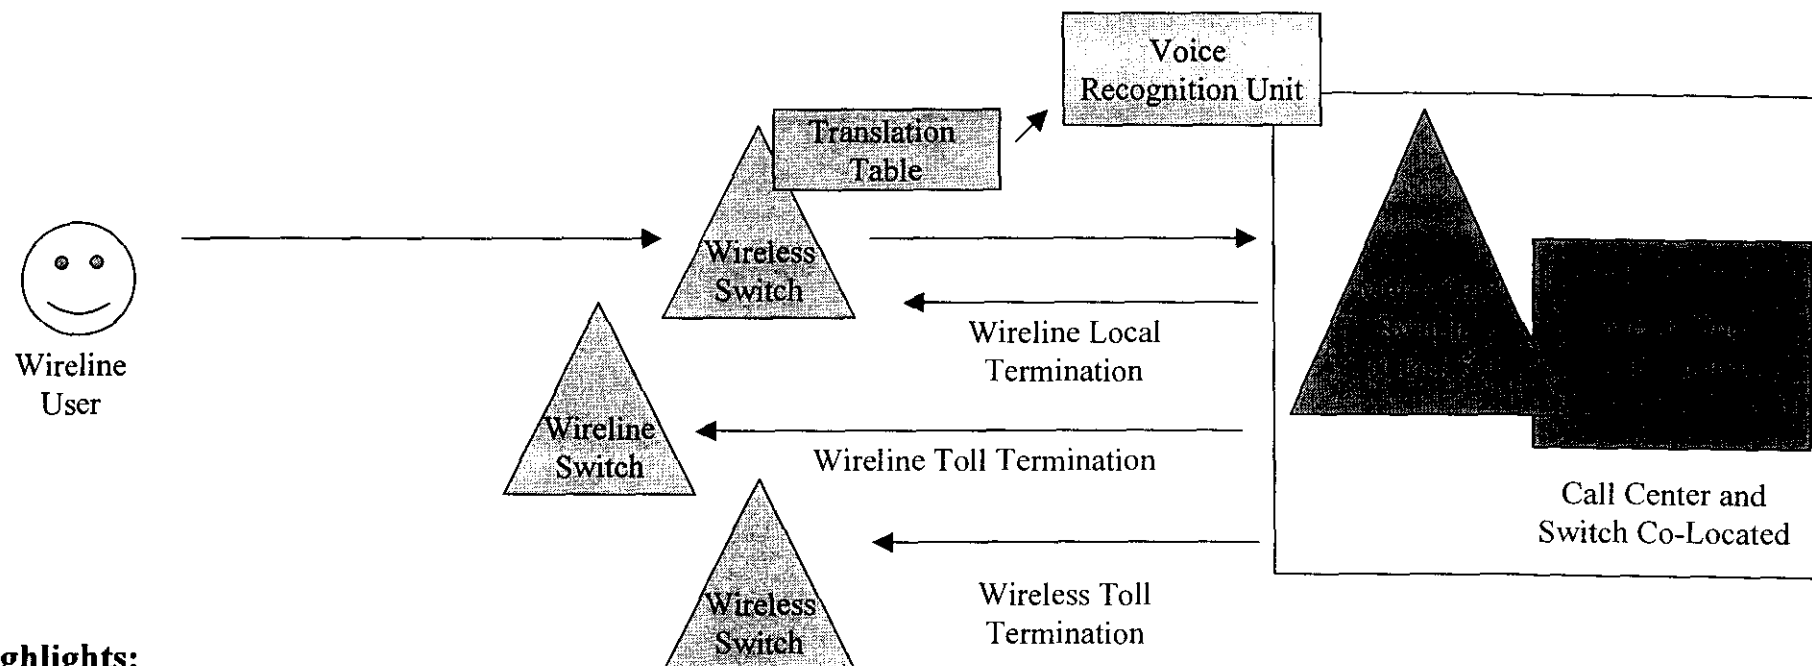 Voice
Recognition Unit
Translation
Table
Wireless
Switch
Wireline
User
Wireline Local
Termination
Wireline
Switch
Wireline Toll Termination
Call Center and
Switch Co-Located
Wireless Toll
Termination
Wireless
Switch
ghlights: